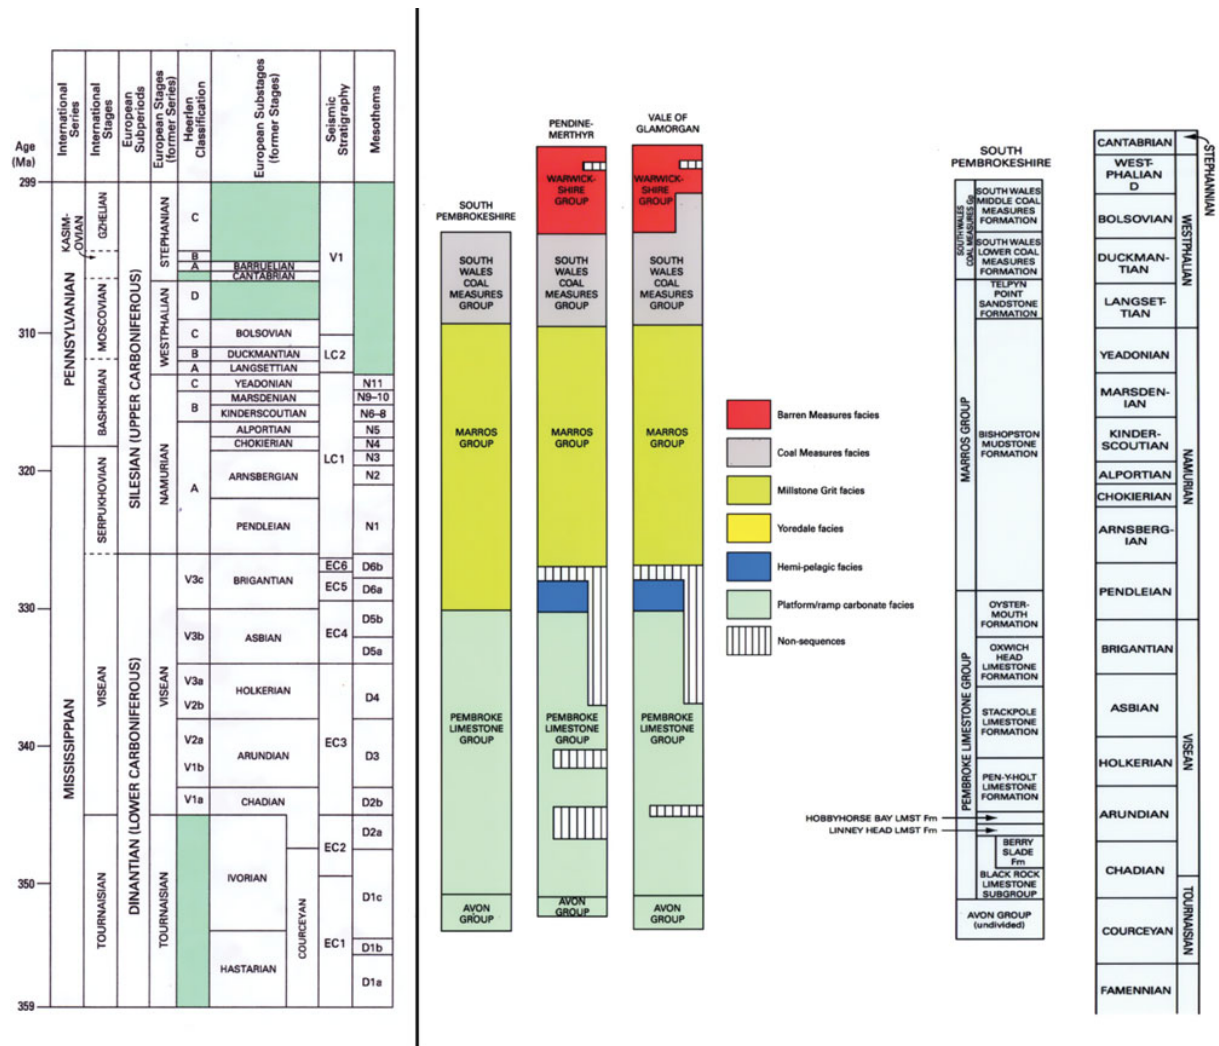 Age
(Ma)
International
Series
International
Stages
European
Subperiods
European Stages
(former Series)
Heerlen
Classification
European Substages
(former Stages)
Seismic
Stratigraphy
Mesothems
299
310
320
330
340
350
359
PENNSYLVANIAN
MISSISSIPPIAN
KASIM-
OVIAN
GZHELIAN
MOSCOVIAN
BASHKIRIAN
SERPUKHOVIAN
VISEAN
TOURNAISIAN
SILESIAN (UPPER CARBONIFEROUS)
DINANTIAN (LOWER CARBONIFEROUS)
STEPHANIAN
WESTPHALIAN
NAMURIAN
VISEAN
TOURNAISIAN
C
B
A
D
C
B
A
C
B
A
V3c
V3b
V3a
V2b
V2a
V1b
V1a
BARRUELIAN
CANTABRIAN
BOLSOVIAN
DUCKMANTIAN
LANGSETTIAN
YEADONIAN
MARSDENIAN
KINDERSCOUTIAN
ALPORTIAN
CHOKIERIAN
ARNSBERGIAN
PENDLEIAN
BRIGANTIAN
ASBIAN
HOLKERIAN
ARUNDIAN
CHADIAN
IVORIAN
HASTARIAN
COURCEYAN
V1
LC2
LC1
EC6
EC5
EC4
EC3
EC2
EC1
N11
N9–10
N6–8
N5
N4
N3
N2
N1
D6b
D6a
D5b
D5a
D4
D3
D2b
D2a
D1c
D1b
D1a
SOUTH
PEMBROKESHIRE
SOUTH
WALES
COAL
MEASURES
GROUP
MARROS
GROUP
PEMBROKE
LIMESTONE
GROUP
AVON
GROUP
PENDINE-
MERTHYR
WARWICK-
SHIRE
GROUP
SOUTH
WALES
COAL
MEASURES
GROUP
MARROS
GROUP
PEMBROKE
LIMESTONE
GROUP
AVON
GROUP
VALE OF
GLAMORGAN
WARWICK-
SHIRE
GROUP
SOUTH
WALES
COAL
MEASURES
GROUP
MARROS
GROUP
PEMBROKE
LIMESTONE
GROUP
AVON
GROUP
Barren Measures facies
Coal Measures facies
Millstone Grit facies
Yoredale facies
Hemi-pelagic facies
Platform/ramp carbonate facies
Non-sequences
SOUTH
PEMBROKESHIRE
SOUTH WALES
COAL MEASURES Gp
MARROS GROUP
PEMBROKE LIMESTONE GROUP
SOUTH WALES
MIDDLE COAL
MEASURES
FORMATION
SOUTH WALES
LOWER COAL
MEASURES
FORMATION
TELPYN
POINT
SANDSTONE
FORMATION
BISHOPSTON
MUDSTONE
FORMATION
OYSTER-
MOUTH
FORMATION
OXWICH
HEAD
LIMESTONE
FORMATION
STACKPOLE
LIMESTONE
FORMATION
PEN-Y-HOLT
LIMESTONE
FORMATION
HOBBYHORSE BAY LMST Fm
LINNEY HEAD LMST Fm
BERRY
SLADE
Fm
BLACK ROCK
LIMESTONE
SUBGROUP
AVON GROUP
(undivided)
CANTABRIAN
WEST-
PHALIAN
D
BOLSOVIAN
DUCKMAN-
TIAN
LANGSET-
TIAN
YEADONIAN
MARSDEN-
IAN
KINDER-
SCOUTIAN
ALPORTIAN
CHOKIERIAN
ARNSBERG-
IAN
PENDLEIAN
BRIGANTIAN
ASBIAN
HOLKERIAN
ARUNDIAN
CHADIAN
COURCEYAN
FAMENNIAN
STEPHANNIAN
WESTPHALIAN
NAMURIAN
VISEAN
TOURNAISIAN